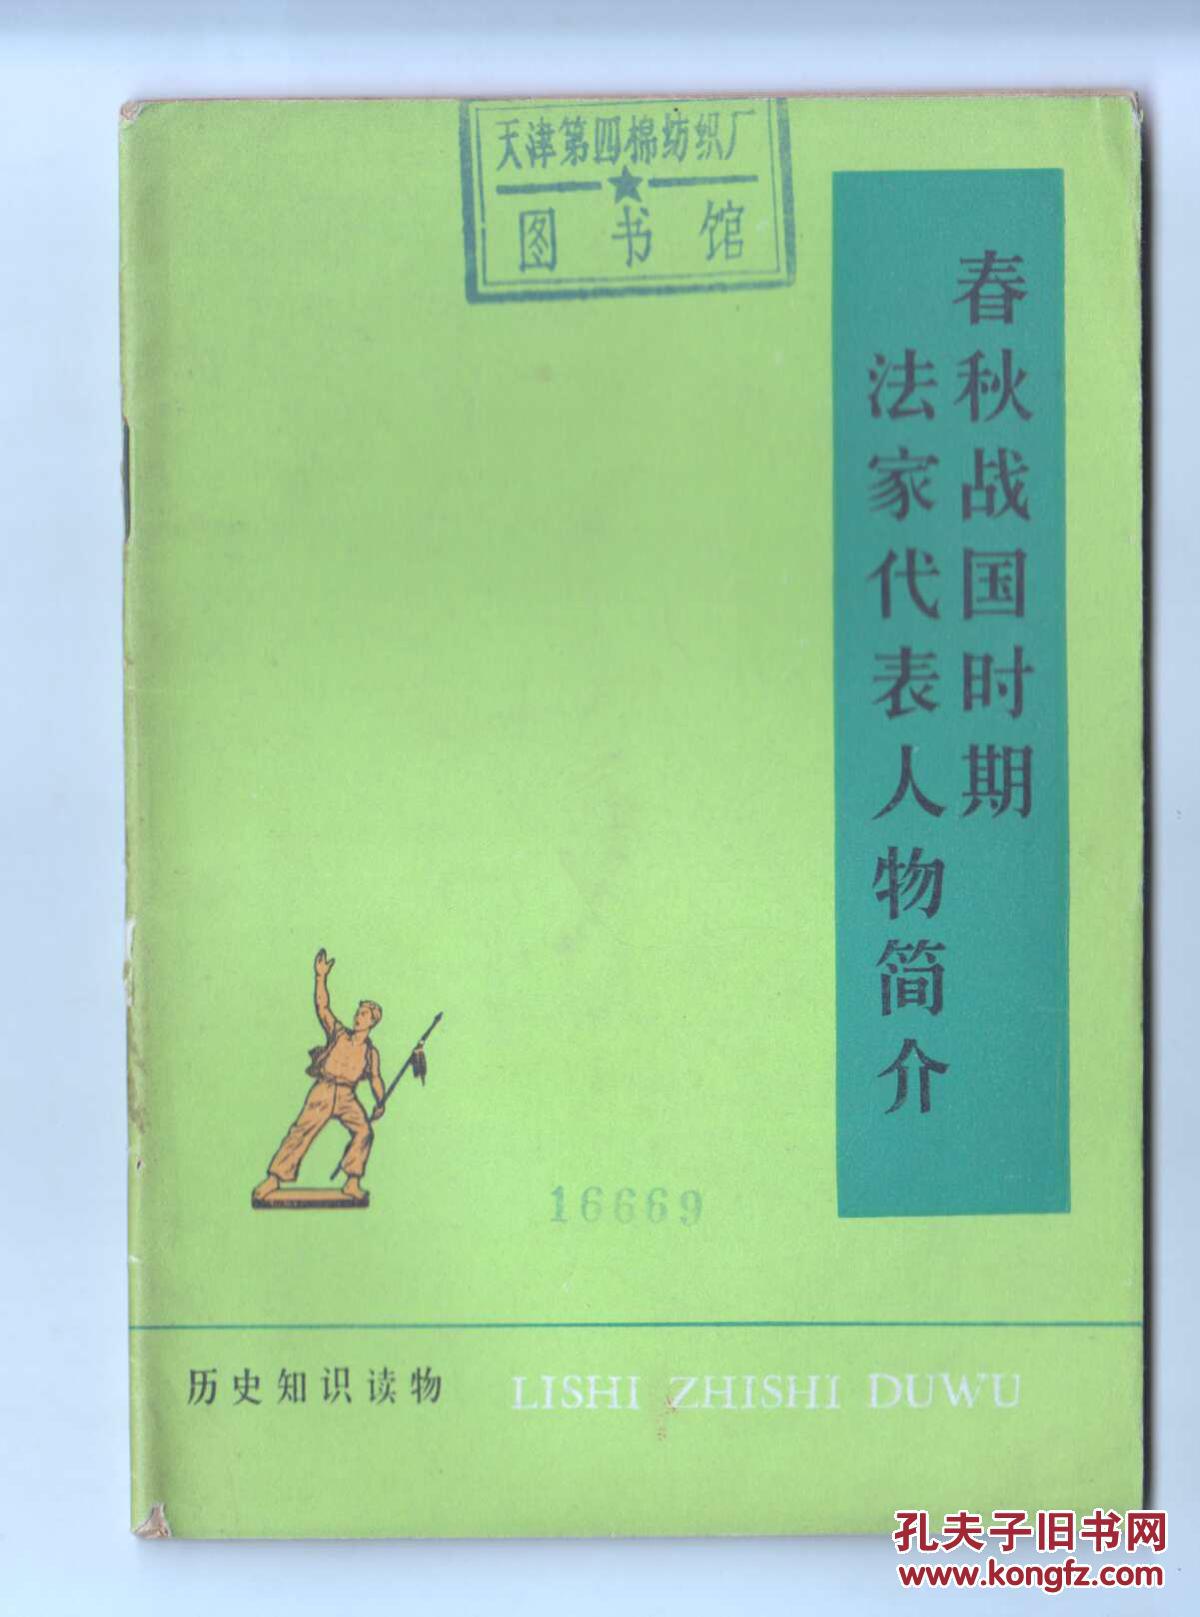 天津第四棉纺织厂
图书馆
春秋战国时期
法家代表人物简介
16669
历史知识读物 LISHI ZHISHI DUWU
孔夫子旧书网
www.kongfz.com